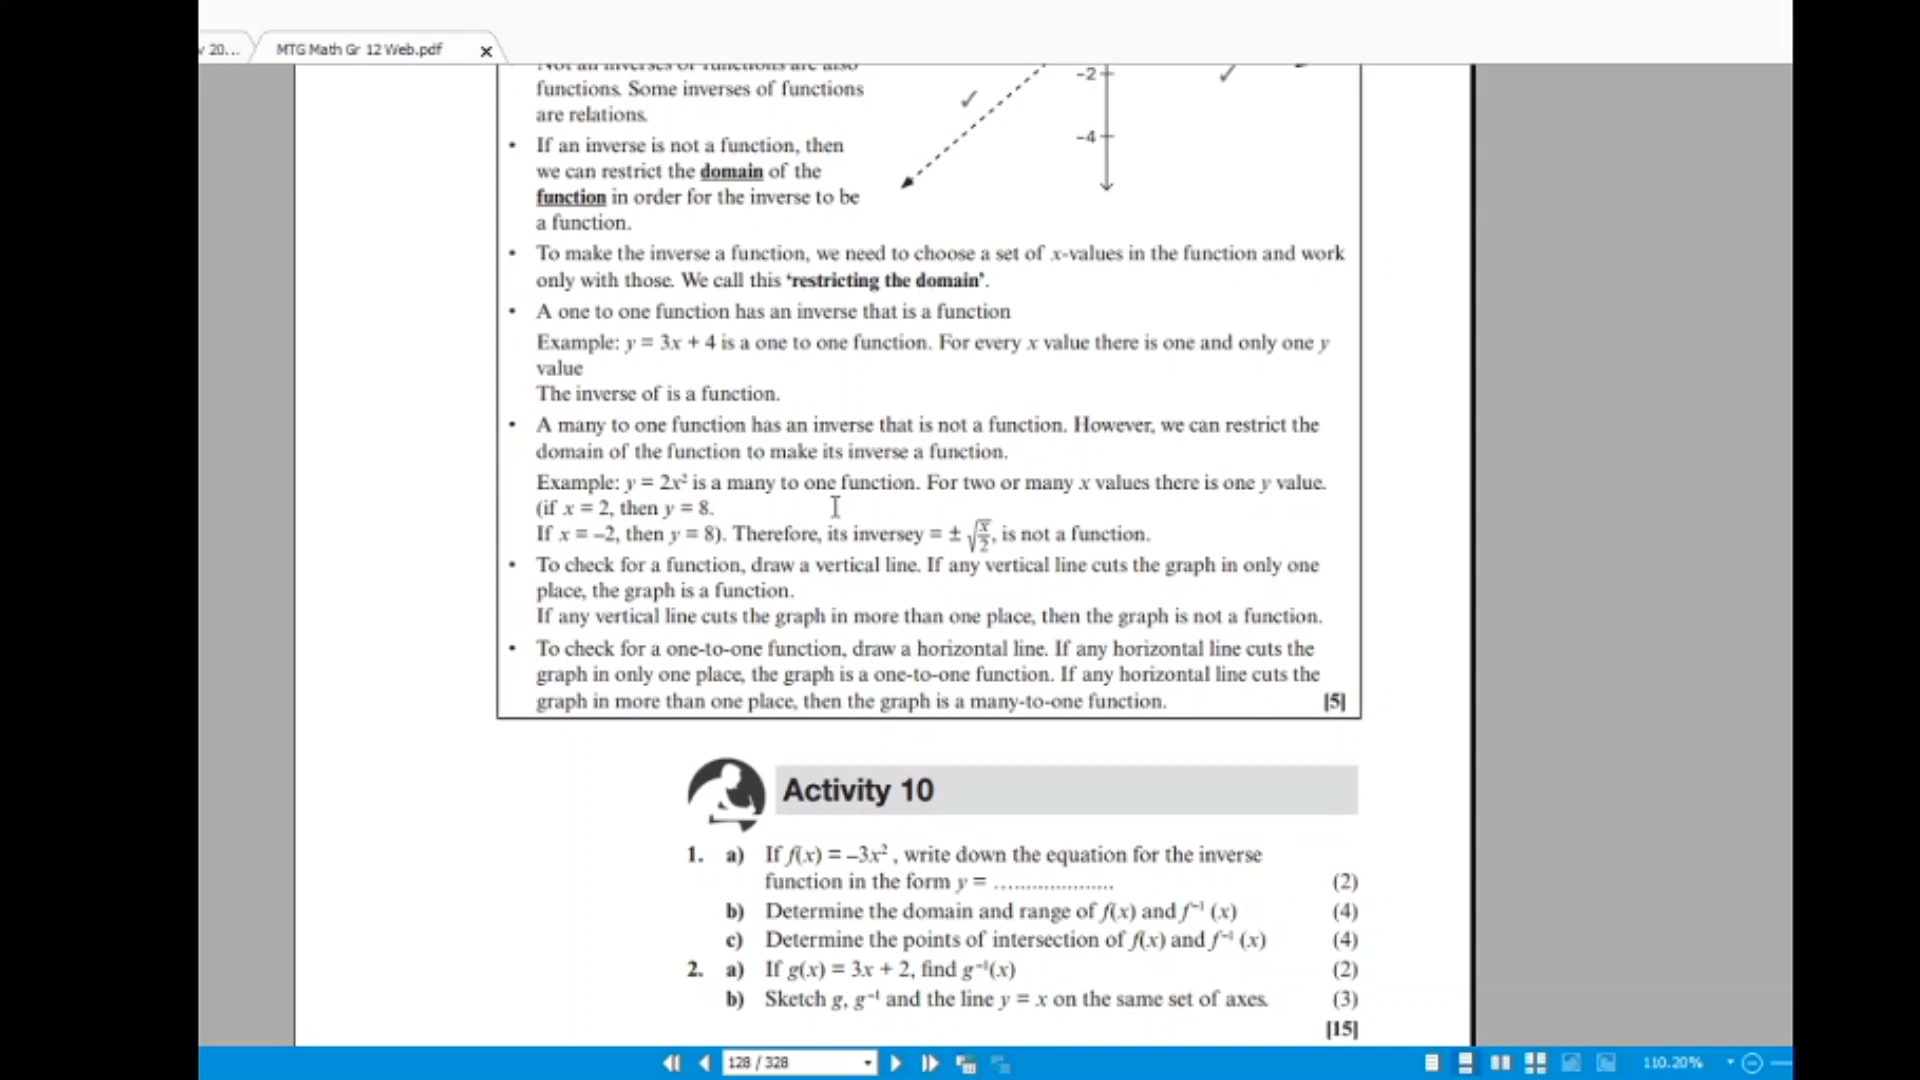 v 20...
MTG Math Gr 12 Web.pdf
Not all inverses of functions are also
functions. Some inverses of functions
are relations.
-2
-4
• If an inverse is not a function, then
we can restrict the domain of the
function in order for the inverse to be
a function.
• To make the inverse a function, we need to choose a set of x-values in the function and work
only with those. We call this ‘restricting the domain’.
• A one to one function has an inverse that is a function
Example: y = 3x + 4 is a one to one function. For every x value there is one and only one y
value
The inverse of is a function.
• A many to one function has an inverse that is not a function. However, we can restrict the
domain of the function to make its inverse a function.
Example: y = 2x² is a many to one function. For two or many x values there is one y value.
(if x = 2, then y = 8.
If x = –2, then y = 8). Therefore, its inversey = ± √(x/2), is not a function.
• To check for a function, draw a vertical line. If any vertical line cuts the graph in only one
place, the graph is a function.
If any vertical line cuts the graph in more than one place, then the graph is not a function.
• To check for a one-to-one function, draw a horizontal line. If any horizontal line cuts the
graph in only one place, the graph is a one-to-one function. If any horizontal line cuts the
graph in more than one place, then the graph is a many-to-one function. [5]
Activity 10
1. a) If f(x) = –3x² , write down the equation for the inverse
function in the form y = ..................... (2)
b) Determine the domain and range of f(x) and f⁻¹ (x) (4)
c) Determine the points of intersection of f(x) and f⁻¹ (x) (4)
2. a) If g(x) = 3x + 2, find g⁻¹(x) (2)
b) Sketch g, g⁻¹ and the line y = x on the same set of axes. (3)
[15]
128 / 328
110.20%